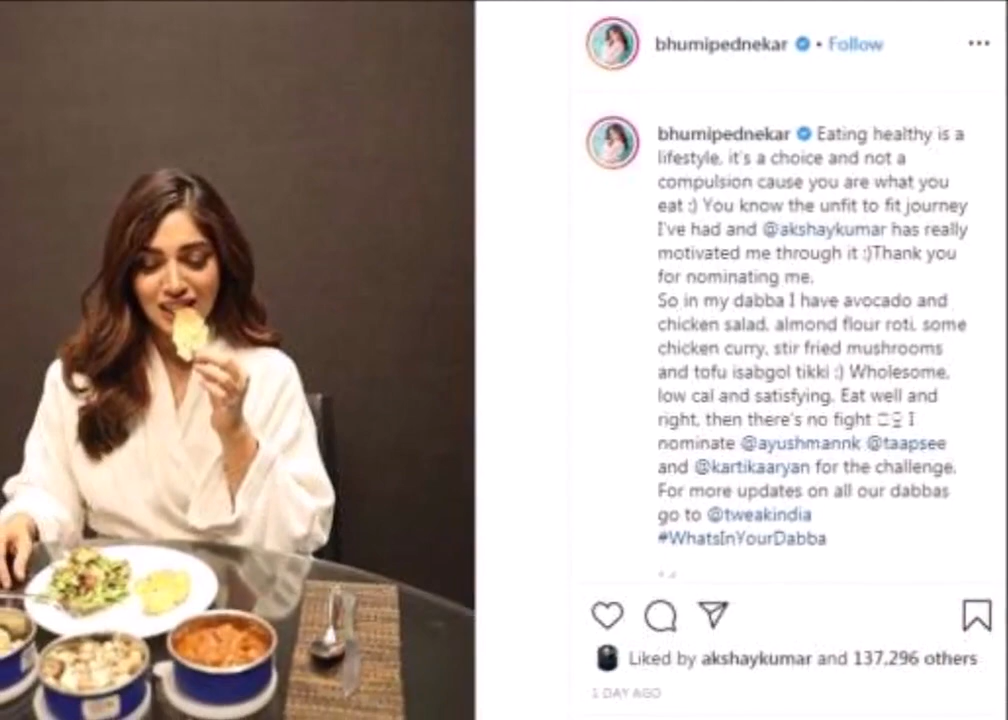 bhumipednekar • Follow
bhumipednekar Eating healthy is a
lifestyle, it's a choice and not a
compulsion cause you are what you
eat :) You know the unfit to fit journey
I've had and @akshaykumar has really
motivated me through it :)Thank you
for nominating me.
So in my dabba I have avocado and
chicken salad, almond flour roti, some
chicken curry, stir fried mushrooms
and tofu isabgol tikki :) Wholesome,
low cal and satisfying. Eat well and
right, then there's no fight I
nominate @ayushmannk @taapsee
and @kartikaaryan for the challenge.
For more updates on all our dabbas
go to @tweakindia
#WhatsInYourDabba
Liked by akshaykumar and 137,296 others
1 DAY AGO